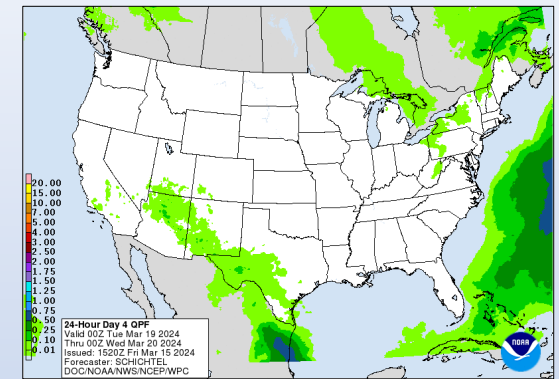 20.00
15.00
10.00
7.00
5.00
4.00
3.00
2.50
2.00
1.75
1.50
1.25
1.00
0.75
0.50
0.25
0.10
0.01
24-Hour Day 4 QPF
Valid 00Z Tue Mar 19 2024
Thru 00Z Wed Mar 20 2024
Issued: 1520Z Fri Mar 15 2024
Forecaster: SCHICHTEL
DOC/NOAA/NWS/NCEP/WPC
NOAA